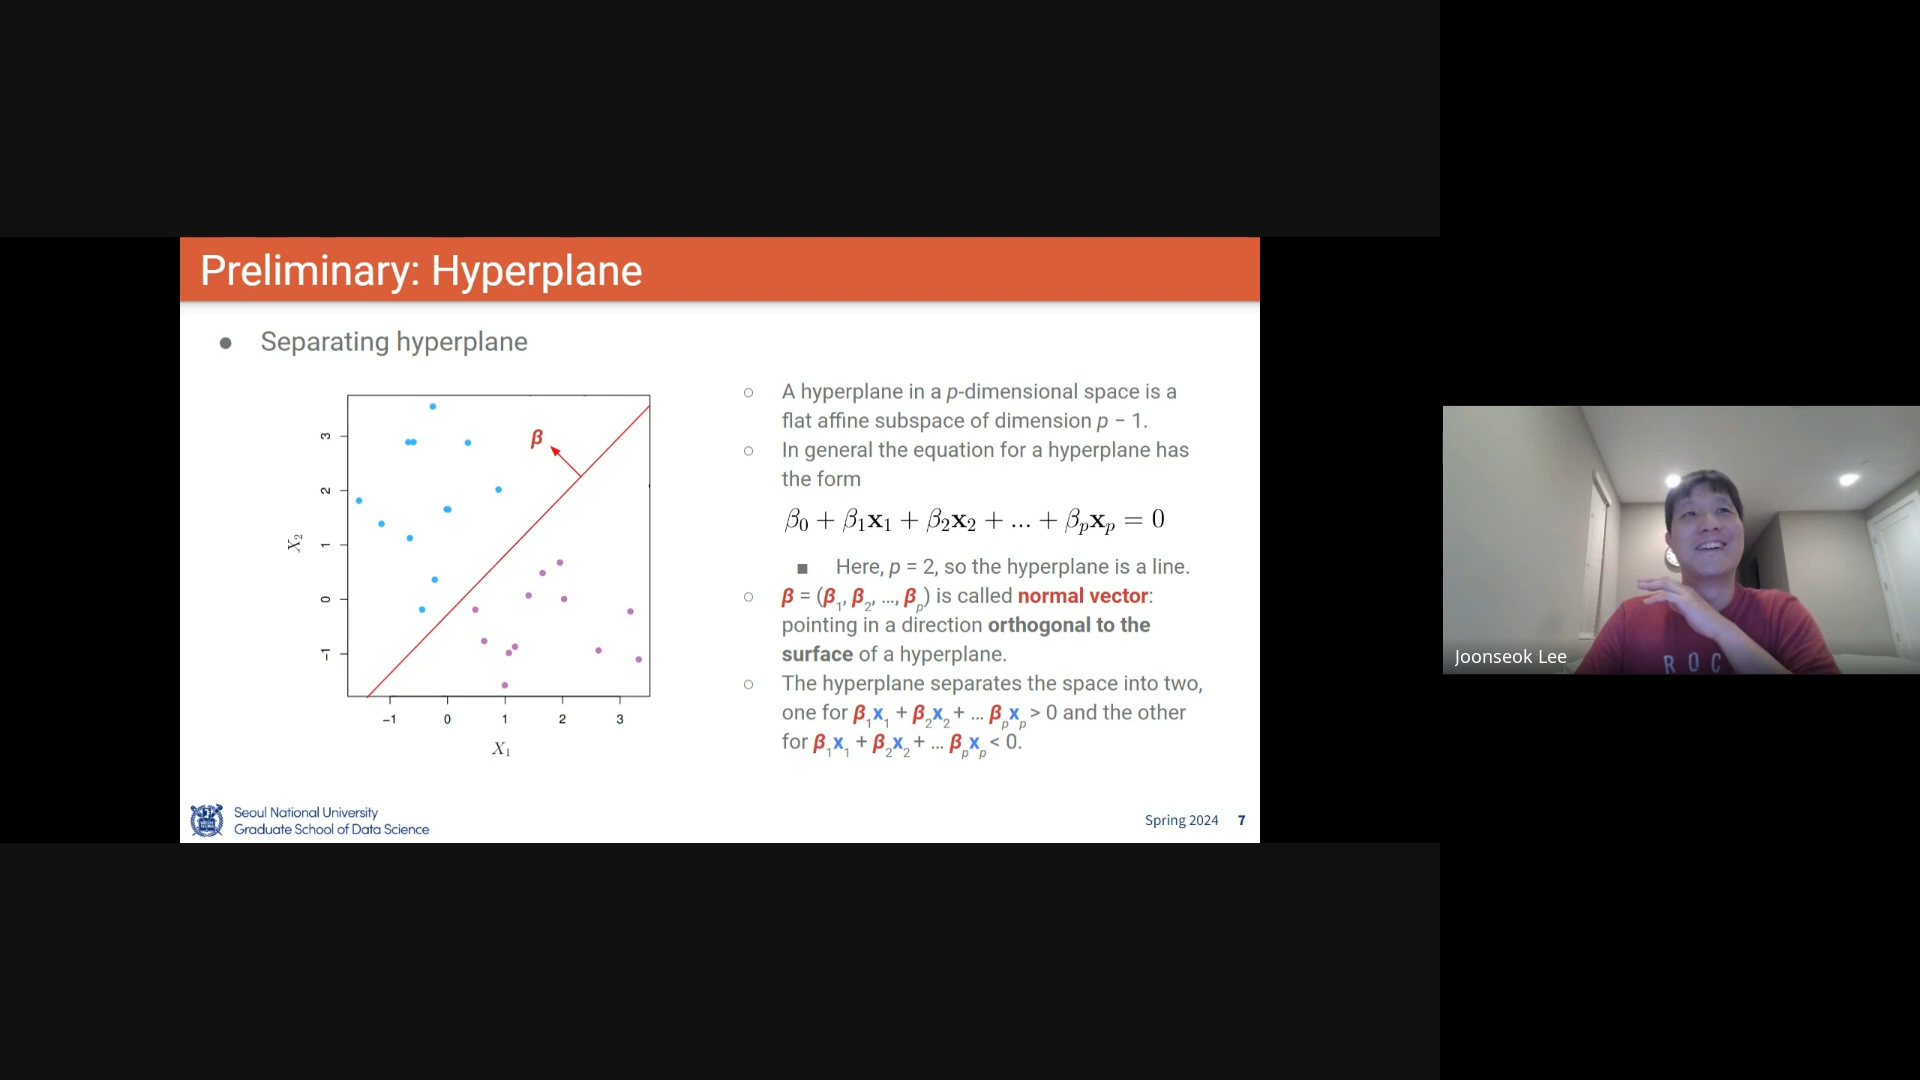 Preliminary: Hyperplane
● Separating hyperplane
β
3
2
1
0
−1
X₂
−1 0 1 2 3
X₁
○ A hyperplane in a p-dimensional space is a
flat affine subspace of dimension p − 1.
○ In general the equation for a hyperplane has
the form
β₀ + β₁x₁ + β₂x₂ + ... + βₚxₚ = 0
■ Here, p = 2, so the hyperplane is a line.
○ β = (β₁, β₂, ..., βₚ) is called normal vector:
pointing in a direction orthogonal to the
surface of a hyperplane.
○ The hyperplane separates the space into two,
one for β₁x₁ + β₂x₂ + ... βₚxₚ > 0 and the other
for β₁x₁ + β₂x₂ + ... βₚxₚ < 0.
Seoul National University
Graduate School of Data Science
Spring 2024 7
Joonseok Lee
ROC